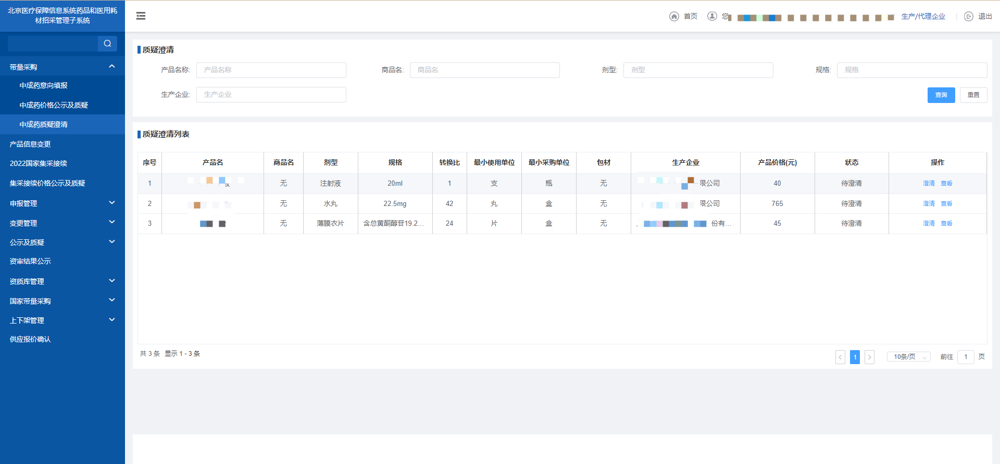 北京医疗保障信息系统药品和医用耗
材招采管理子系统
首页
您
生产/代理企业
退出
带量采购
中成药意向填报
中成药价格公示及质疑
中成药质疑澄清
产品信息变更
2022国家集采接续
集采接续价格公示及质疑
申报管理
变更管理
公示及质疑
资审结果公示
资质库管理
国家带量采购
上下架管理
供应报价确认
质疑澄清
产品名称: 产品名称 商品名: 商品名 剂型: 剂型 规格: 规格
生产企业: 生产企业 查询 重置
质疑澄清列表
序号 产品名 商品名 剂型 规格 转换比 最小使用单位 最小采购单位 包材 生产企业 产品价格(元) 状态 操作
1 无 注射液 20ml 1 支 瓶 无 限公司 40 待澄清 澄清 查看
2 无 水丸 22.5mg 42 丸 盒 无 限公司 765 待澄清 澄清 查看
3 无 薄膜衣片 含总黄酮醇苷19.2... 24 片 盒 无 份有... 45 待澄清 澄清 查看
共 3 条 显示 1 - 3 条
1 10条/页 前往 1 页